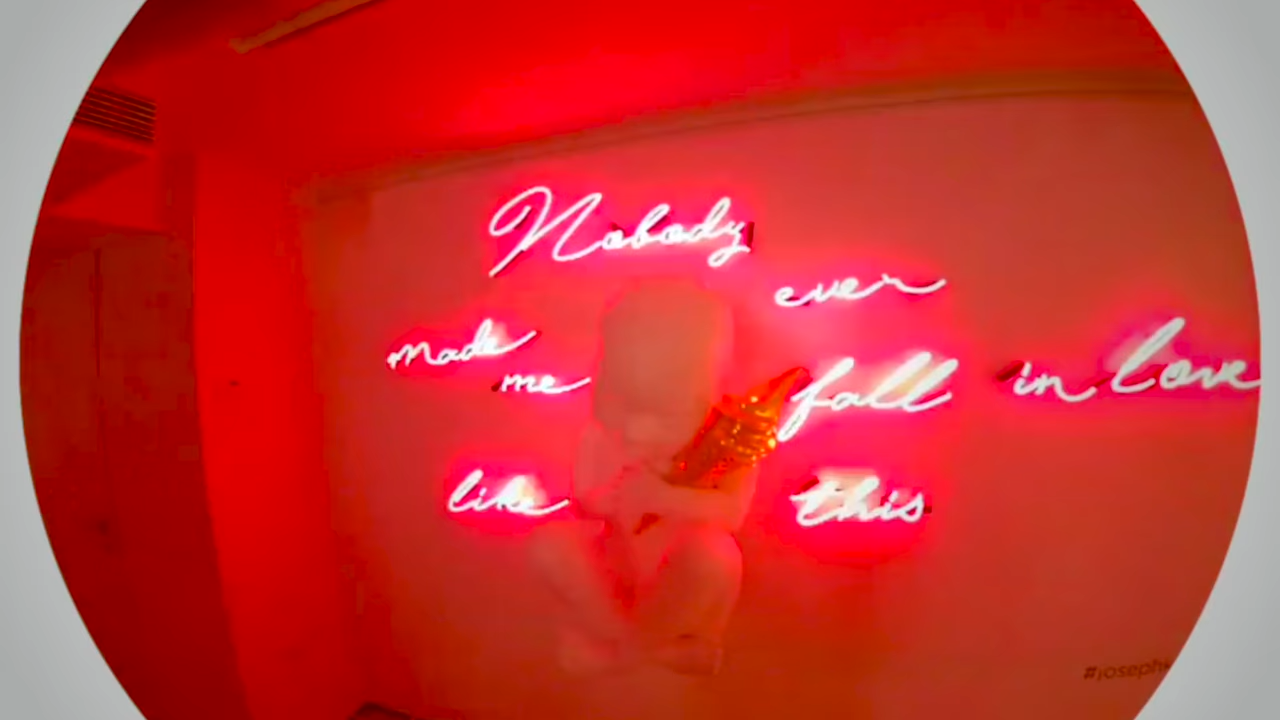 Nobody
ever
made
me
fall in love
like this
#joseph